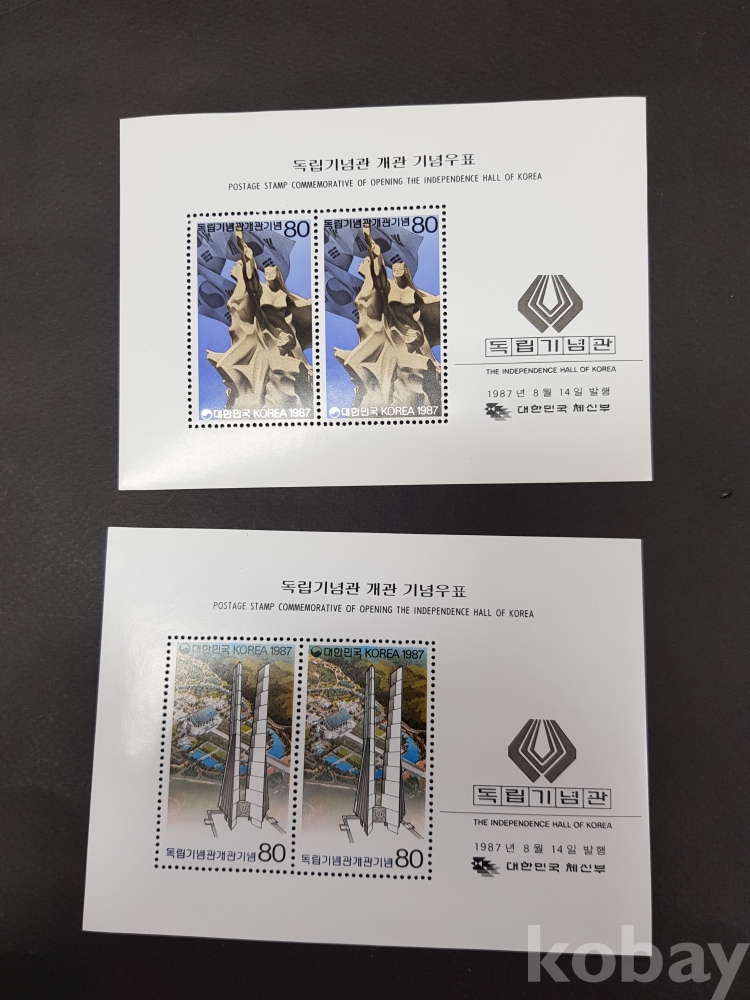 독립기념관 개관 기념우표
POSTAGE STAMP COMMEMORATIVE OF OPENING THE INDEPENDENCE HALL OF KOREA
독립기념관개관기념 80
독립기념관개관기념 80
대한민국 KOREA 1987
대한민국 KOREA 1987
독립기념관
THE INDEPENDENCE HALL OF KOREA
1987년 8월 14일 발행
대한민국 체신부
독립기념관 개관 기념우표
POSTAGE STAMP COMMEMORATIVE OF OPENING THE INDEPENDENCE HALL OF KOREA
대한민국 KOREA 1987
대한민국 KOREA 1987
독립기념관개관기념 80
독립기념관개관기념 80
독립기념관
THE INDEPENDENCE HALL OF KOREA
1987년 8월 14일 발행
대한민국 체신부
kobay